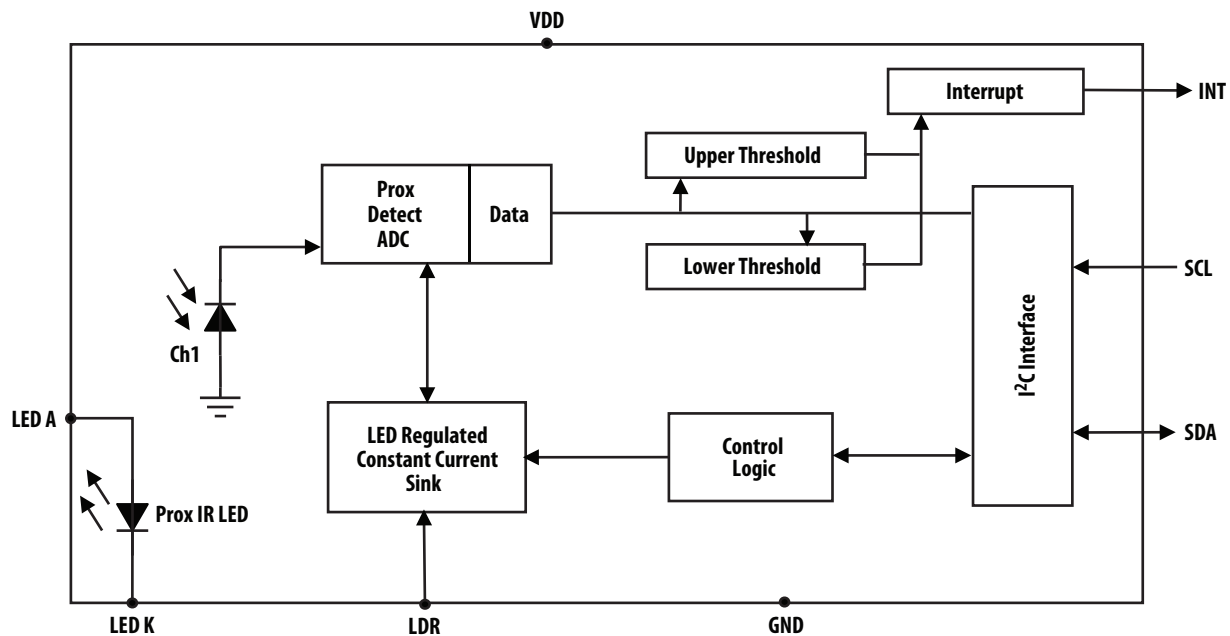 VDD
Interrupt
INT
Upper Threshold
Prox
Detect
ADC
Data
Lower Threshold
SCL
Ch1
I²C Interface
LED A
LED Regulated
Constant Current
Sink
Control
Logic
SDA
Prox IR LED
LED K
LDR
GND